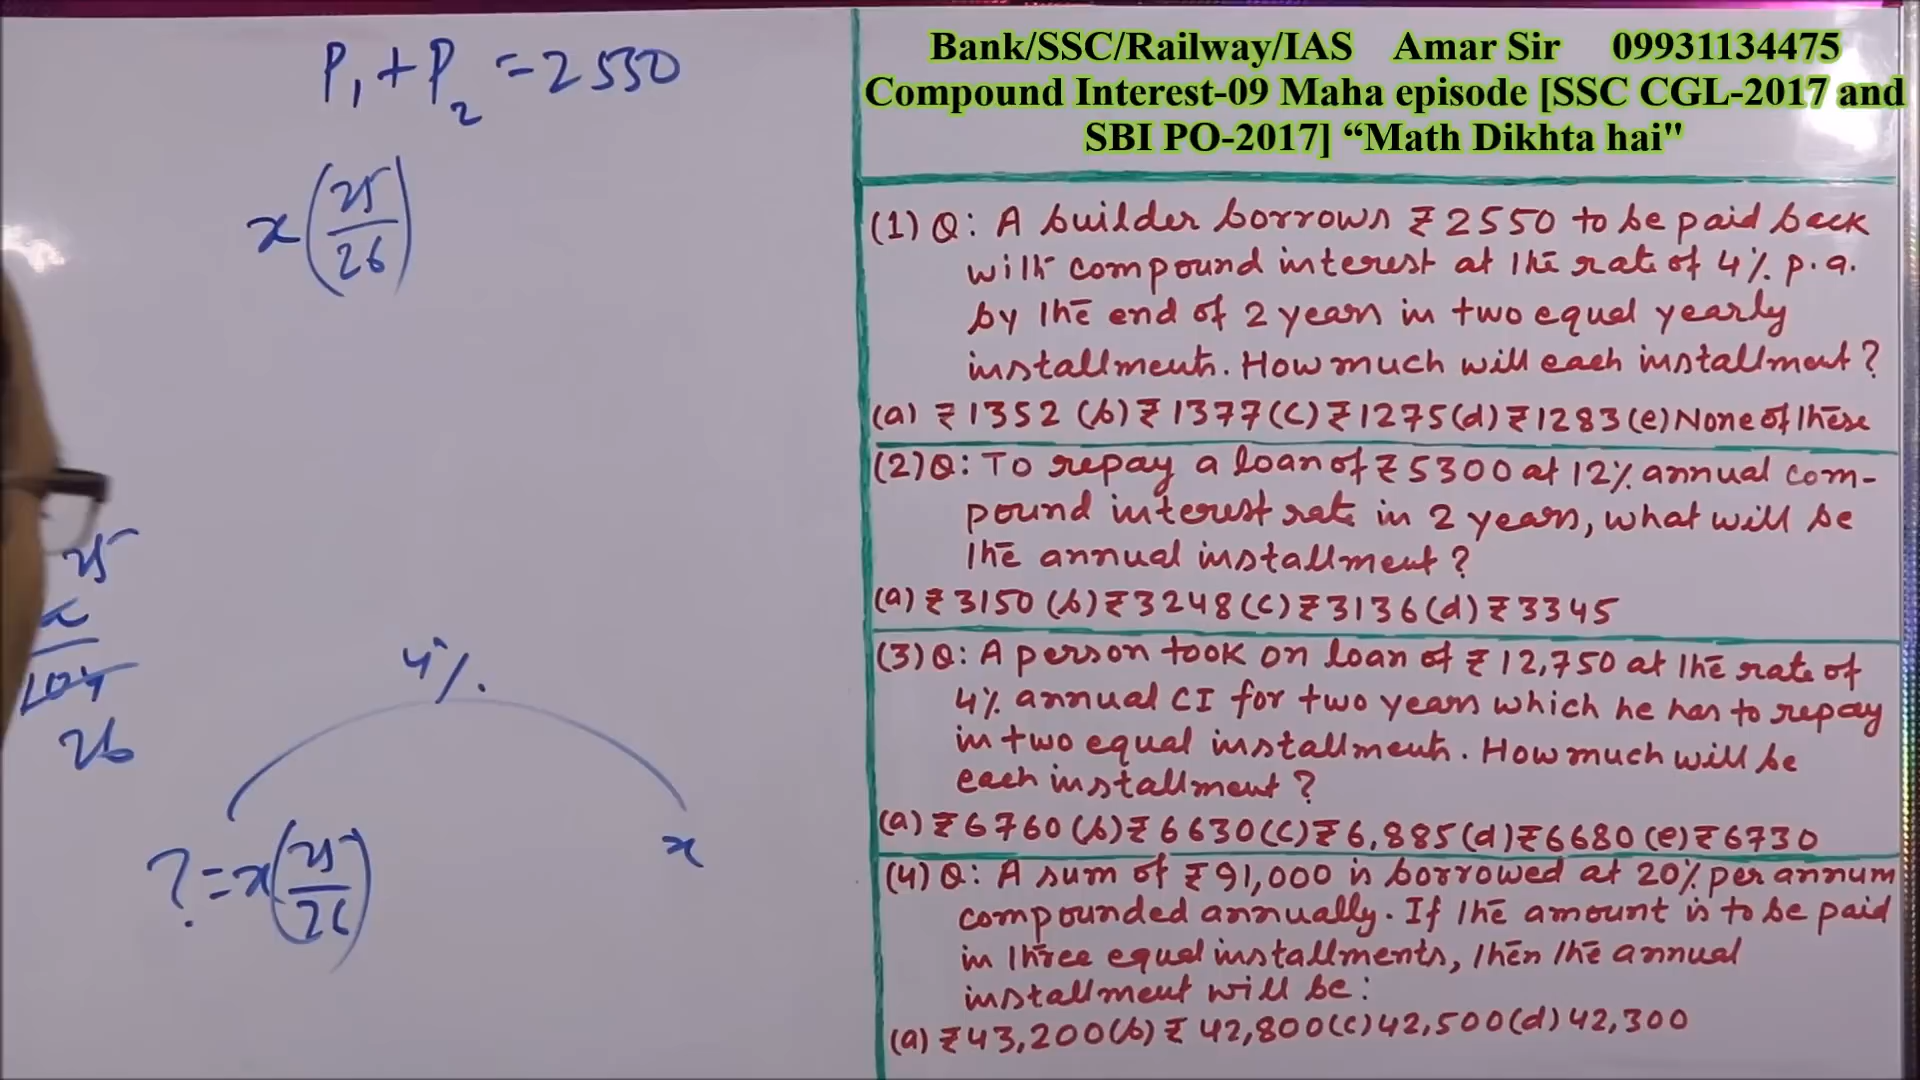 P₁+P₂ =2550
x(25/26)
25
104
26
4%.
?=x(25/26)
x
Bank/SSC/Railway/IAS Amar Sir 09931134475
Compound Interest-09 Maha episode [SSC CGL-2017 and
SBI PO-2017] “Math Dikhta hai"
(1) Q: A builder borrows ₹2550 to be paid back
with compound interest at the rate of 4% p.a.
by the end of 2 years in two equal yearly
installments. How much will each installment?
(a) ₹1352 (b) ₹1377 (c) ₹1275 (d) ₹1283 (e) None of these
(2) Q: To repay a loan of ₹5300 at 12% annual com-
pound interest rate in 2 years, what will be
the annual installment?
(a) ₹3150 (b) ₹3248 (c) ₹3136 (d) ₹3345
(3) Q: A person took on loan of ₹12,750 at the rate of
4% annual CI for two years which he has to repay
in two equal installments. How much will be
each installment?
(a) ₹6760 (b) ₹6630 (c) ₹6,885 (d) ₹6680 (e) ₹6730
(4) Q: A sum of ₹91,000 is borrowed at 20% per annum
compounded annually. If the amount is to be paid
in three equal installments, then the annual
installment will be:
(a) ₹43,200 (b) ₹42,800 (c) 42,500 (d) 42,300